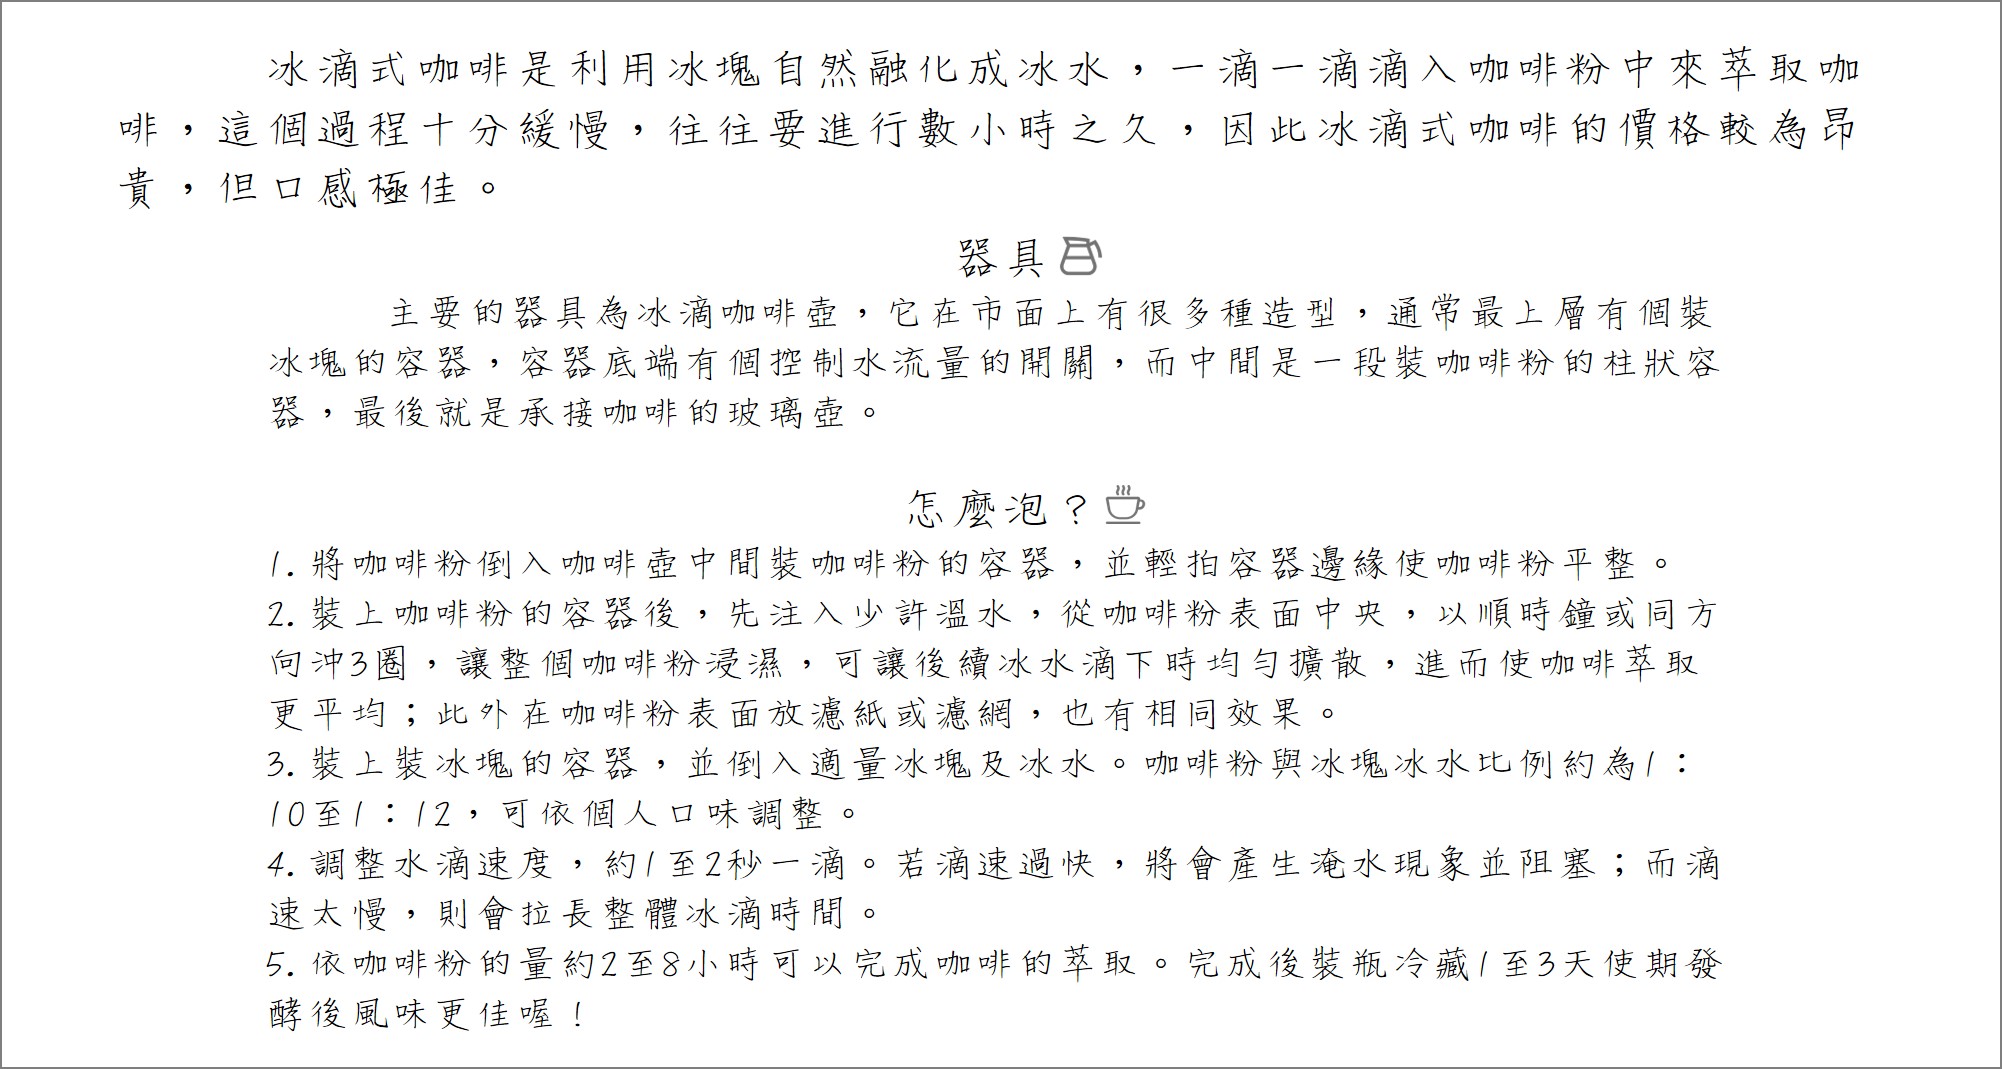 冰滴式咖啡是利用冰塊自然融化成冰水，一滴一滴滴入咖啡粉中來萃取咖
啡，這個過程十分緩慢，往往要進行數小時之久，因此冰滴式咖啡的價格較為昂
貴，但口感極佳。
器具
主要的器具為冰滴咖啡壺，它在市面上有很多種造型，通常最上層有個裝
冰塊的容器，容器底端有個控制水流量的開關，而中間是一段裝咖啡粉的柱狀容
器，最後就是承接咖啡的玻璃壺。
怎麼泡？
1. 將咖啡粉倒入咖啡壺中間裝咖啡粉的容器，並輕拍容器邊緣使咖啡粉平整。
2. 裝上咖啡粉的容器後，先注入少許溫水，從咖啡粉表面中央，以順時鐘或同方
向沖3圈，讓整個咖啡粉浸濕，可讓後續冰水滴下時均勻擴散，進而使咖啡萃取
更平均；此外在咖啡粉表面放濾紙或濾網，也有相同效果。
3. 裝上裝冰塊的容器，並倒入適量冰塊及冰水。咖啡粉與冰塊冰水比例約為1：
10至1：12，可依個人口味調整。
4. 調整水滴速度，約1至2秒一滴。若滴速過快，將會產生淹水現象並阻塞；而滴
速太慢，則會拉長整體冰滴時間。
5. 依咖啡粉的量約2至8小時可以完成咖啡的萃取。完成後裝瓶冷藏1至3天使期發
酵後風味更佳喔！